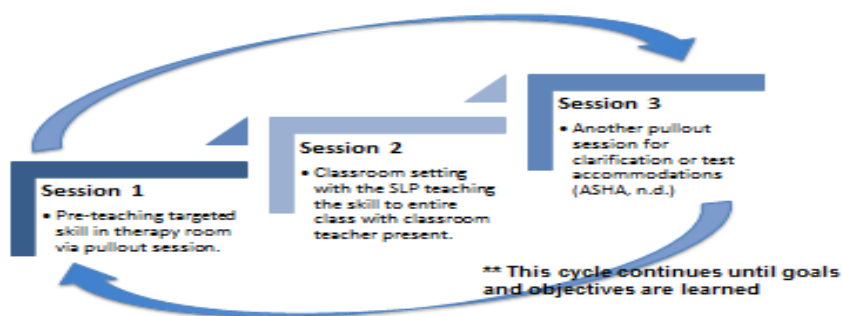 Session 1
• Pre-teaching targeted
skill in therapy room
via pullout session.
Session 2
• Classroom setting
with the SLP teaching
the skill to entire
class with classroom
teacher present.
Session 3
• Another pullout
session for
clarification or test
accommodations
(ASHA, n.d.)
** This cycle continues until goals
and objectives are learned